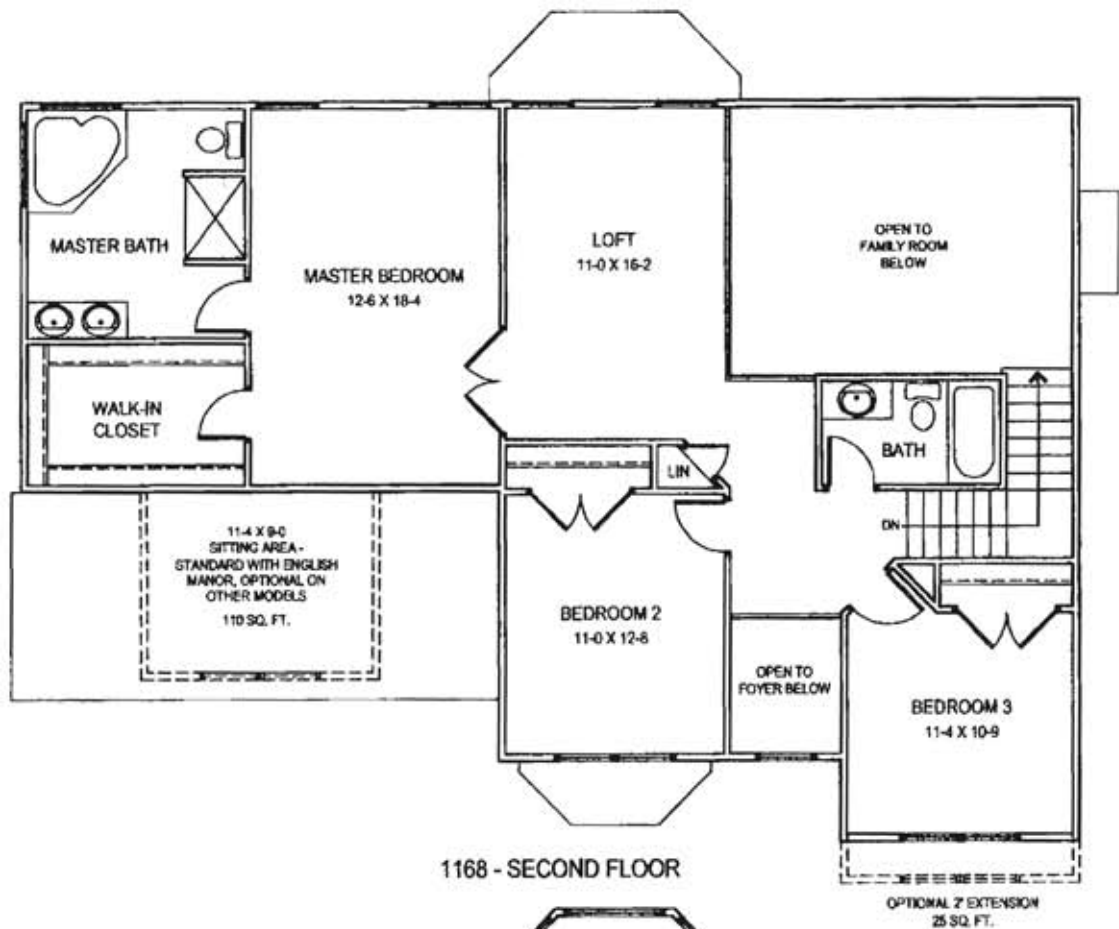 MASTER BATH
MASTER BEDROOM
12-6 X 18-4
LOFT
11-0 X 16-2
OPEN TO
FAMILY ROOM
BELOW
WALK-IN
CLOSET
LIN
BATH
DN
11-4 X 9-0
SITTING AREA -
STANDARD WITH ENGLISH
MANOR, OPTIONAL ON
OTHER MODELS
110 SQ. FT.
BEDROOM 2
11-0 X 12-8
OPEN TO
FOYER BELOW
BEDROOM 3
11-4 X 10-9
1168 - SECOND FLOOR
OPTIONAL 2' EXTENSION
25 SQ. FT.